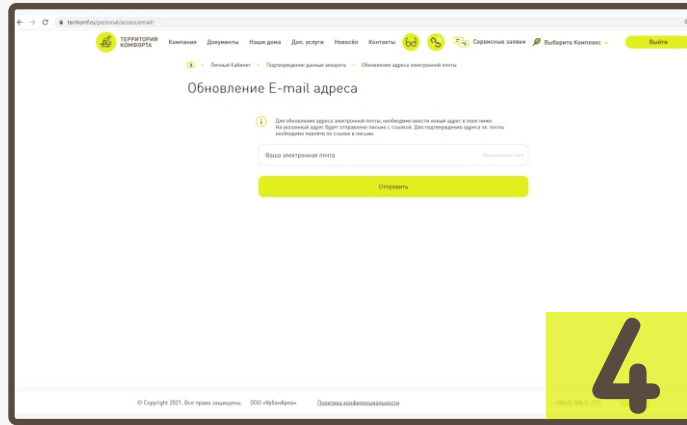 terkomf.ru/personal/access/email/
ТЕРРИТОРИЯ КОМФОРТА
Компания Документы Наши дома Доп. услуги Новосёл Контакты Сервисные заявки Выберите Комплекс Выйти
Личный Кабинет • Подтверждение данных аккаунта • Обновление адреса электронной почты
Обновление E-mail адреса
Для обновления адреса электронной почты, необходимо ввести новый адрес в поле ниже.
На указанный адрес будет отправлено письмо с ссылкой. Для подтверждения адреса эл. почты
необходимо перейти по ссылке в письме.
Ваша электронная почта
Отправить
4
© Copyright 2021. Все права защищены. ООО «УрбанАреа» Политика конфиденциальности